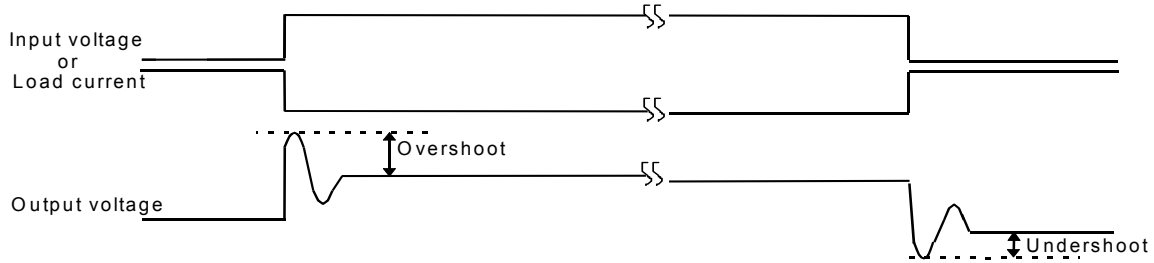 Input voltage
or
Load current
Overshoot
Output voltage
Undershoot